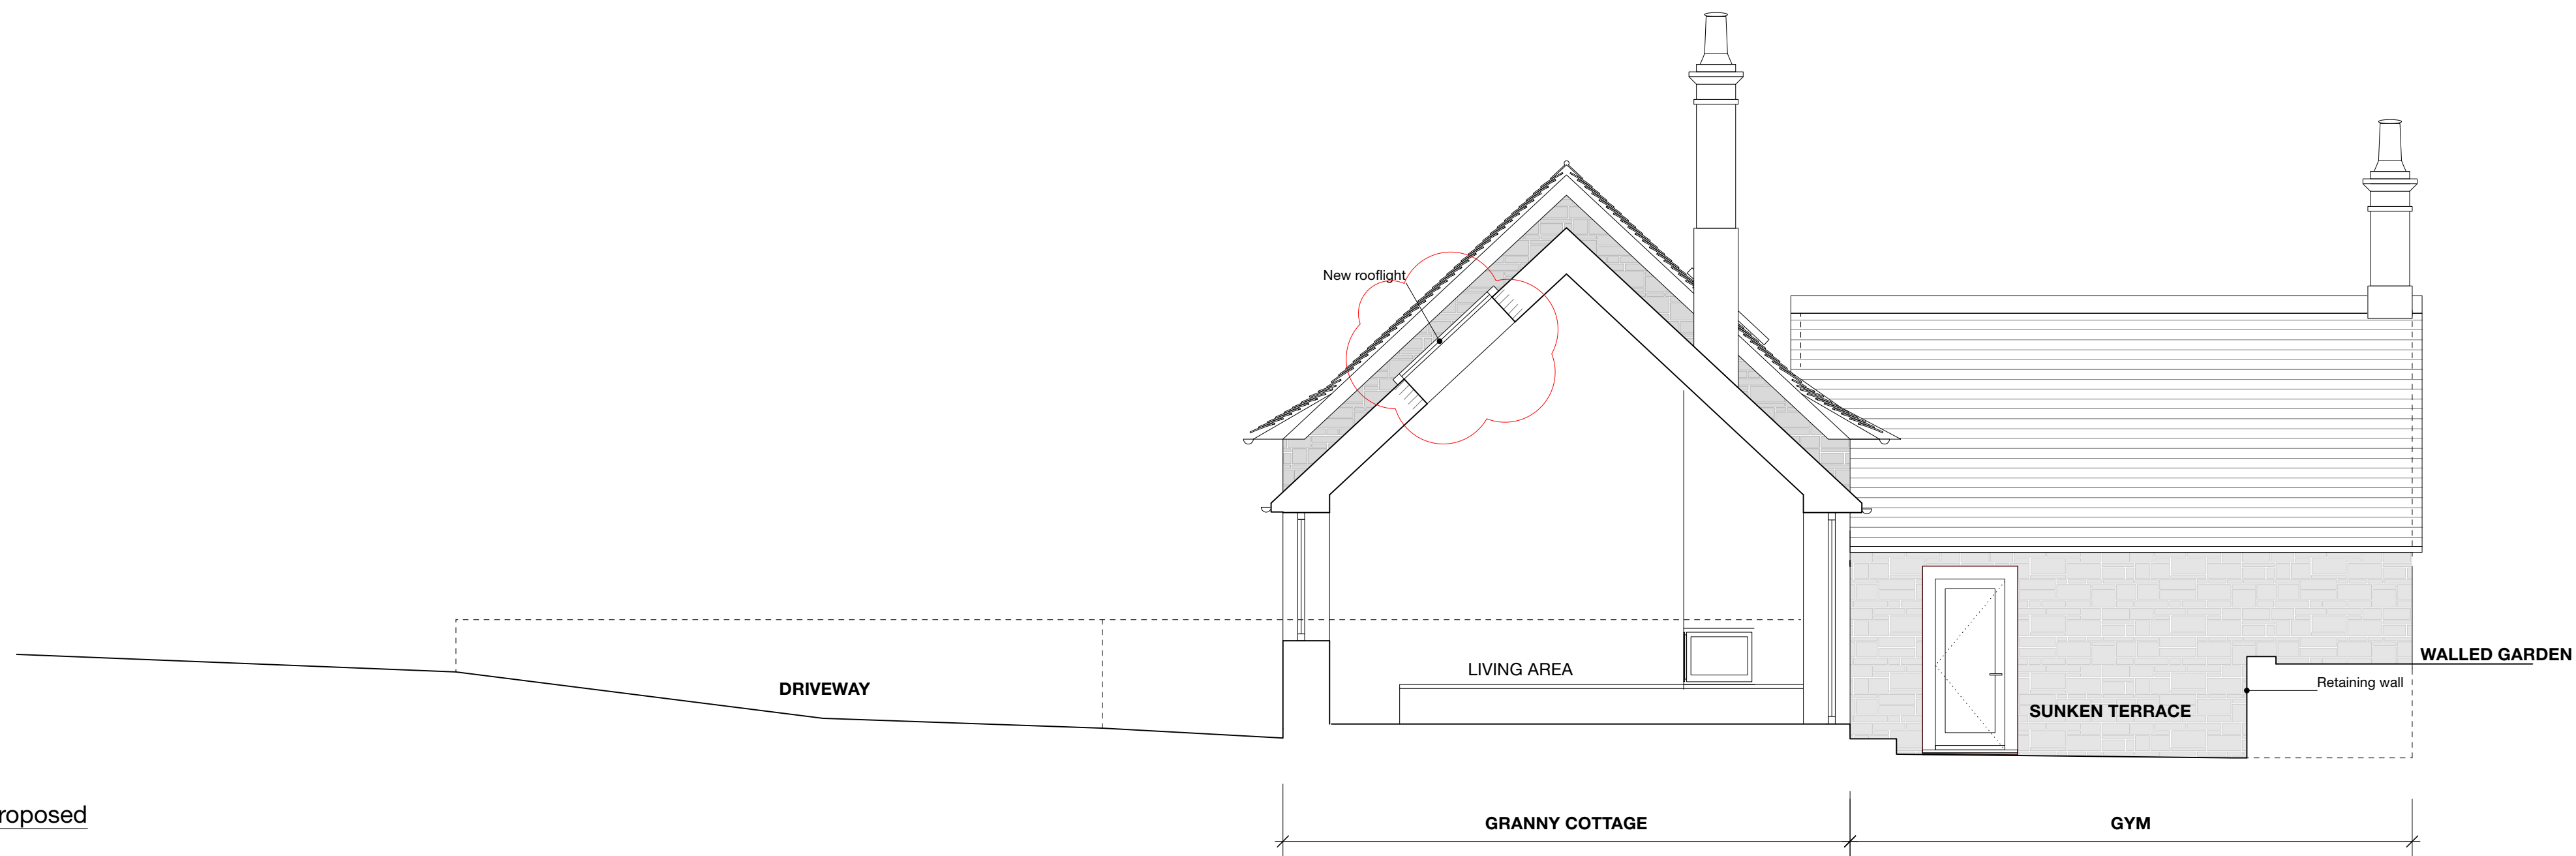 New rooflight
LIVING AREA
DRIVEWAY
WALLED GARDEN
Retaining wall
SUNKEN TERRACE
roposed
GRANNY COTTAGE
GYM